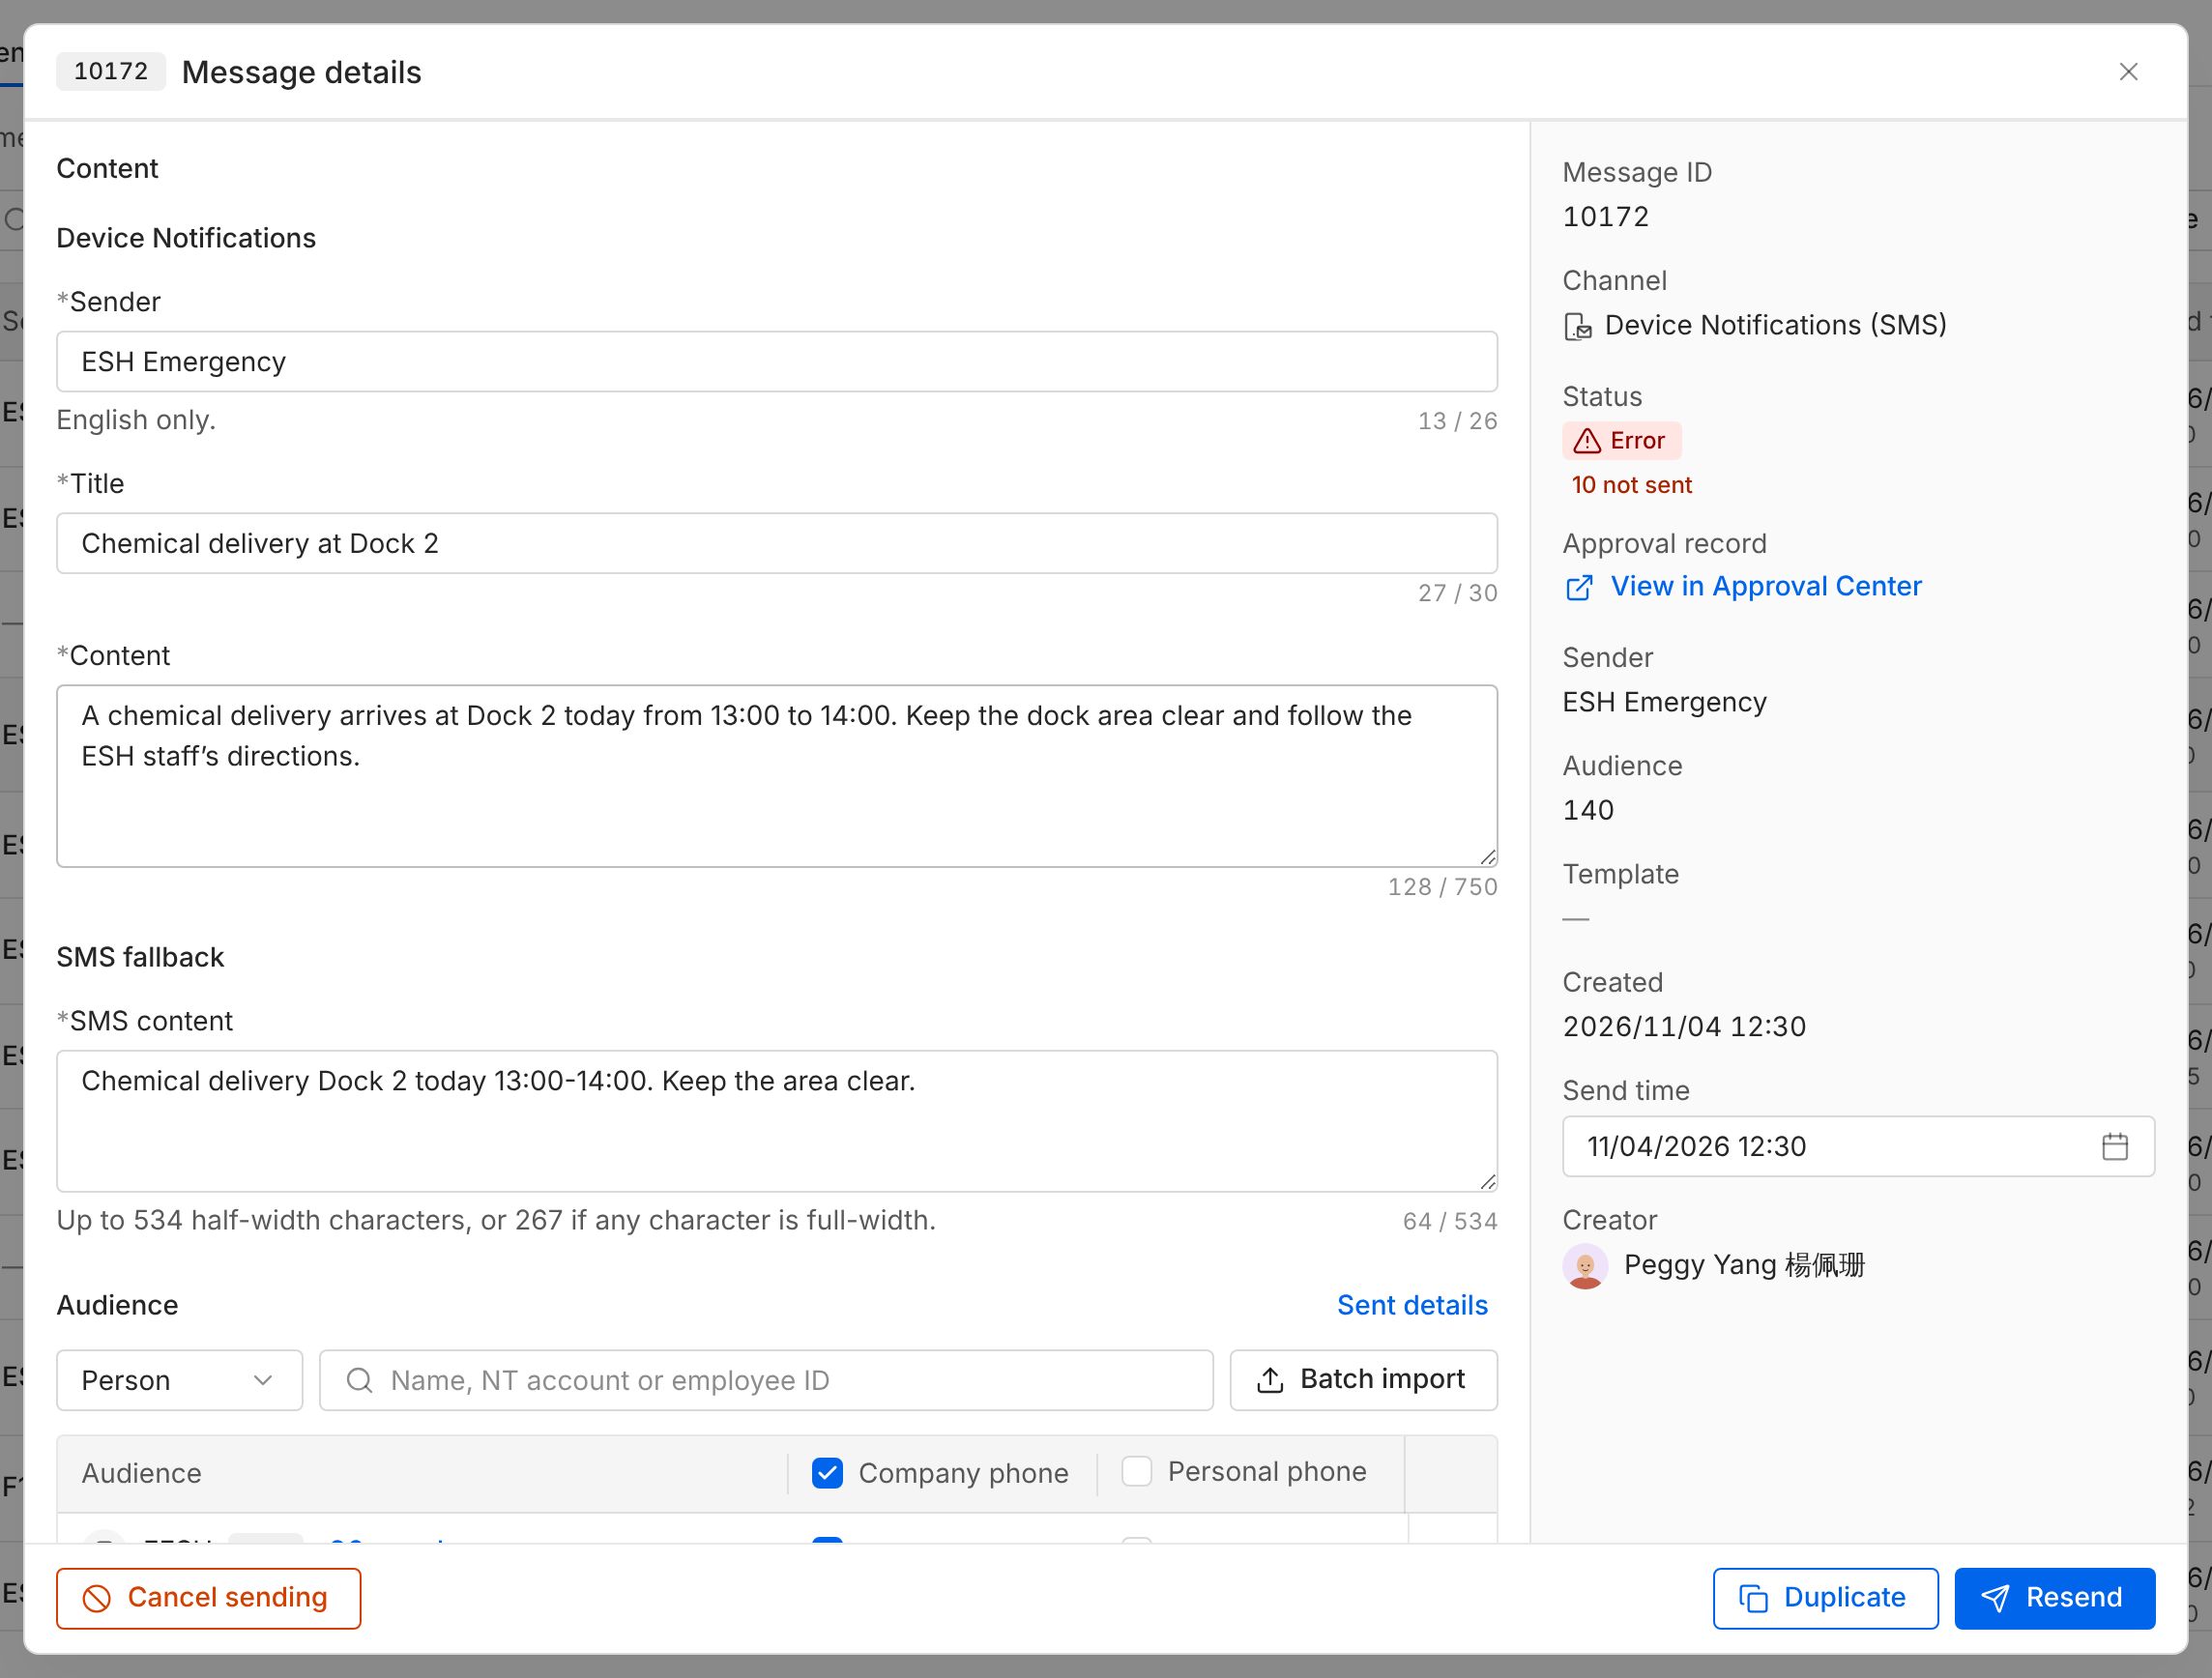 10172 Message details
Content
Device Notifications
*Sender
ESH Emergency
English only.
13 / 26
*Title
Chemical delivery at Dock 2
27 / 30
*Content
A chemical delivery arrives at Dock 2 today from 13:00 to 14:00. Keep the dock area clear and follow the
ESH staff’s directions.
128 / 750
SMS fallback
*SMS content
Chemical delivery Dock 2 today 13:00-14:00. Keep the area clear.
Up to 534 half-width characters, or 267 if any character is full-width.
64 / 534
Audience
Sent details
Person
Name, NT account or employee ID
Batch import
Audience
Company phone
Personal phone
Message ID
10172
Channel
Device Notifications (SMS)
Status
Error
10 not sent
Approval record
View in Approval Center
Sender
ESH Emergency
Audience
140
Template
—
Created
2026/11/04 12:30
Send time
11/04/2026 12:30
Creator
Peggy Yang 楊佩珊
Cancel sending
Duplicate
Resend